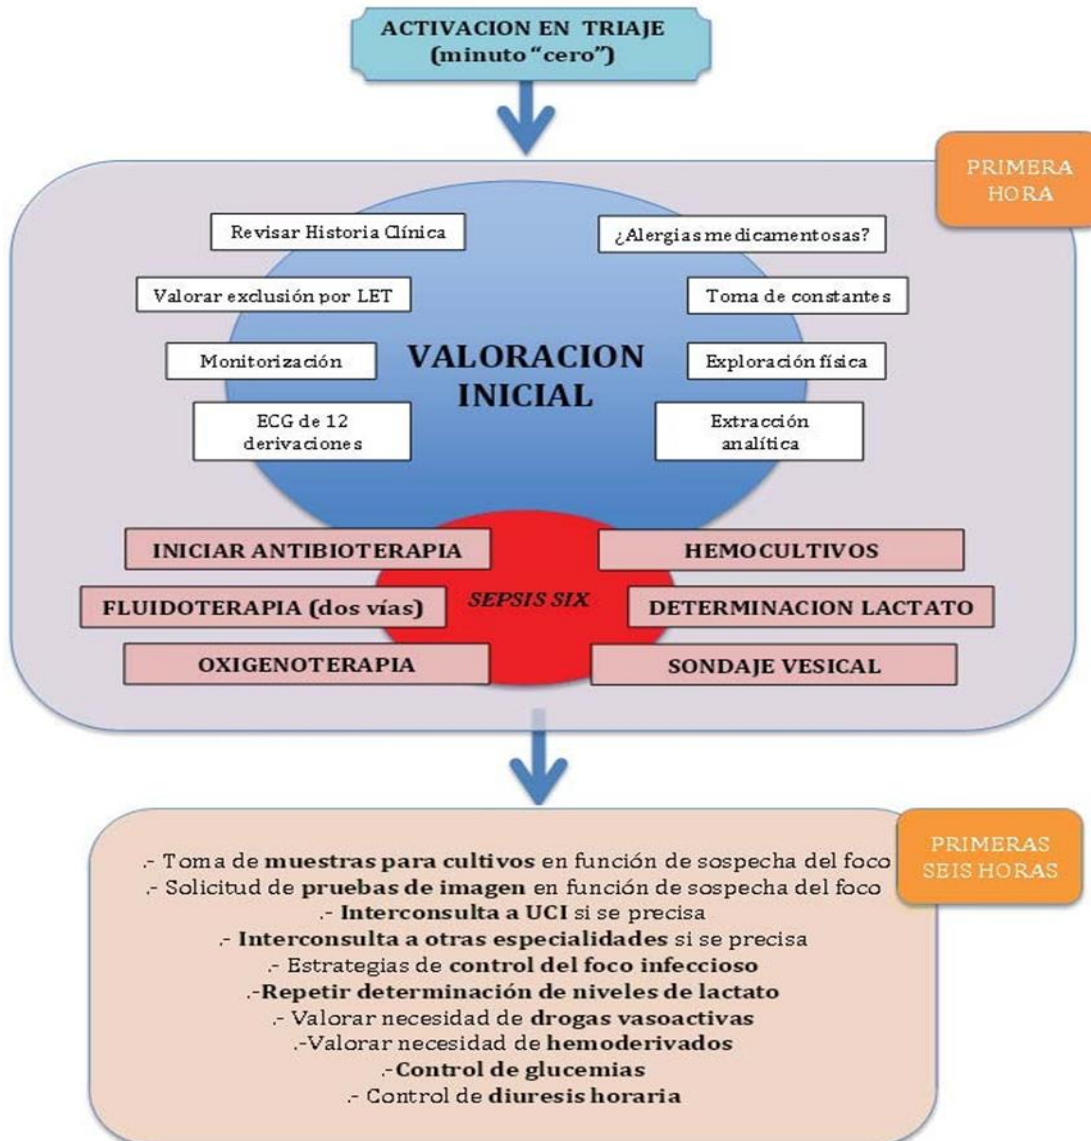 ACTIVACION EN TRIAJE
(minuto “cero”)
PRIMERA
HORA
Revisar Historia Clínica
¿Alergias medicamentosas?
Valorar exclusión por LET
Toma de constantes
Monitorización
VALORACION
INICIAL
Exploración física
ECG de 12
derivaciones
Extracción
analítica
INICIAR ANTIBIOTERAPIA
HEMOCULTIVOS
FLUIDOTERAPIA (dos vías)
SEPSIS SIX
DETERMINACION LACTATO
OXIGENOTERAPIA
SONDAJE VESICAL
PRIMERAS
SEIS HORAS
.- Toma de muestras para cultivos en función de sospecha del foco
.- Solicitud de pruebas de imagen en función de sospecha del foco
.- Interconsulta a UCI si se precisa
.- Interconsulta a otras especialidades si se precisa
.- Estrategias de control del foco infeccioso
.-Repetir determinación de niveles de lactato
.- Valorar necesidad de drogas vasoactivas
.-Valorar necesidad de hemoderivados
.-Control de glucemias
.- Control de diuresis horaria